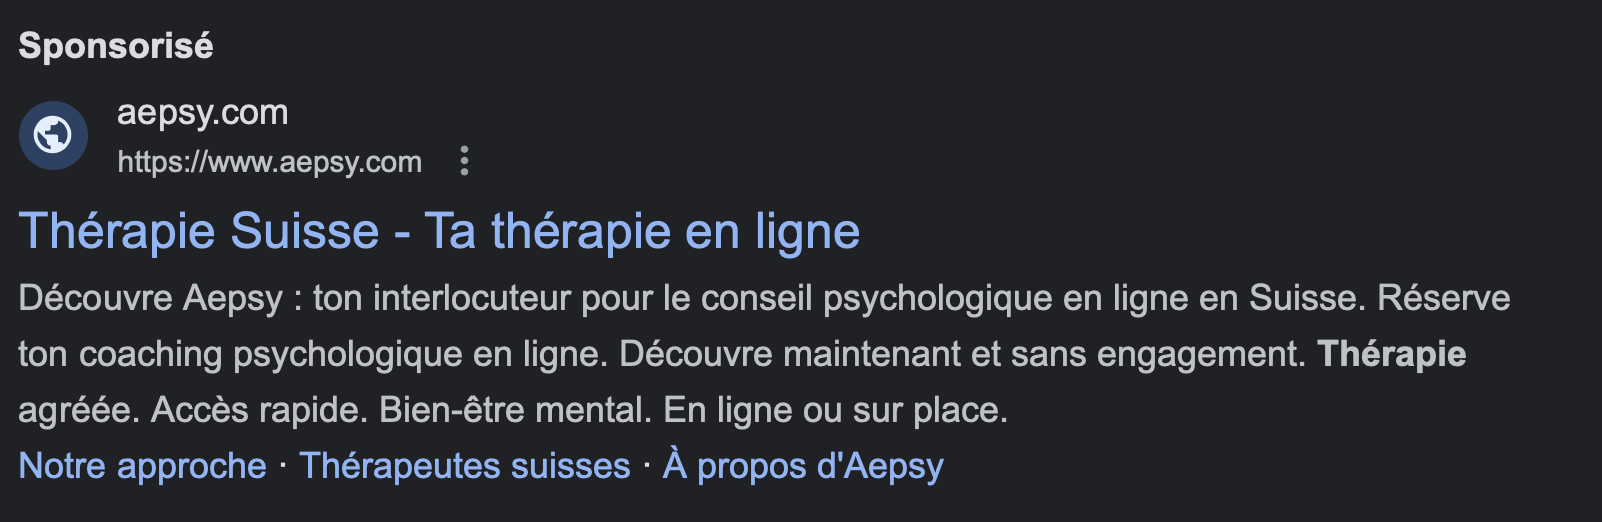 Sponsorisé
aepsy.com
https://www.aepsy.com
Thérapie Suisse - Ta thérapie en ligne
Découvre Aepsy : ton interlocuteur pour le conseil psychologique en ligne en Suisse. Réserve
ton coaching psychologique en ligne. Découvre maintenant et sans engagement. Thérapie
agréée. Accès rapide. Bien-être mental. En ligne ou sur place.
Notre approche · Thérapeutes suisses · À propos d'Aepsy